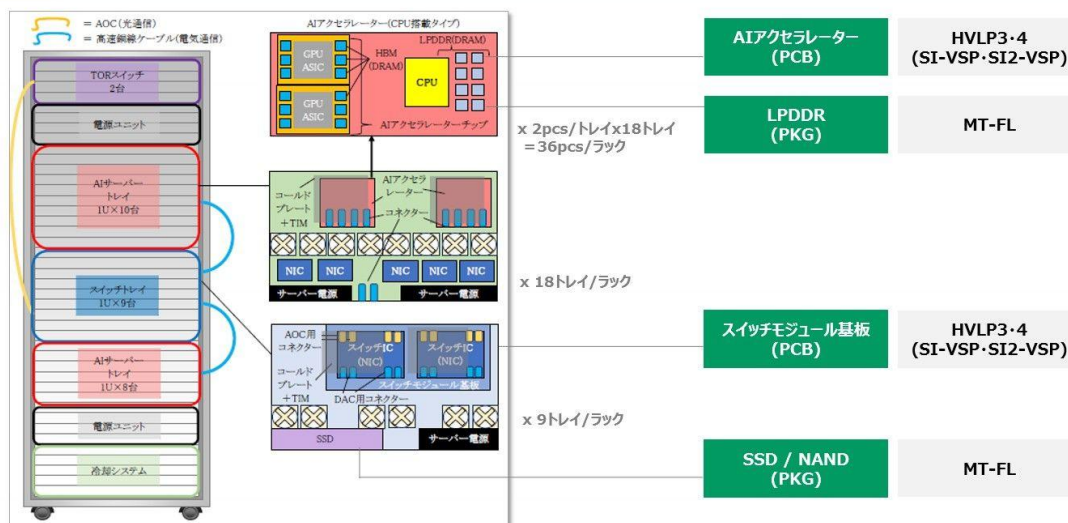 = AOC(光通信)
= 高速銅線ケーブル(電気通信)
TORスイッチ
2台
電源ユニット
AIサーバー
トレイ
1U×10台
スイッチトレイ
1U×9台
AIサーバー
トレイ
1U×8台
電源ユニット
冷却システム
AIアクセラレーター(CPU搭載タイプ)
LPDDR(DRAM)
GPU
ASIC
HBM
(DRAM)
CPU
GPU
ASIC
AIアクセラレーターチップ
コールド
プレート
+TIM
AIアクセラ
レーター
コネクター
NIC
NIC
NIC
NIC
NIC
サーバー電源
サーバー電源
AOC用
コネクター
スイッチIC
(NIC)
スイッチIC
(NIC)
コールド
プレート
+TIM
スイッチモジュール基板
DAC用コネクター
SSD
サーバー電源
x 2pcs/トレイx18トレイ
=36pcs/ラック
x 18トレイ/ラック
x 9トレイ/ラック
AIアクセラレーター
(PCB)
HVLP3・4
(SI-VSP・SI2-VSP)
LPDDR
(PKG)
MT-FL
スイッチモジュール基板
(PCB)
HVLP3・4
(SI-VSP・SI2-VSP)
SSD / NAND
(PKG)
MT-FL